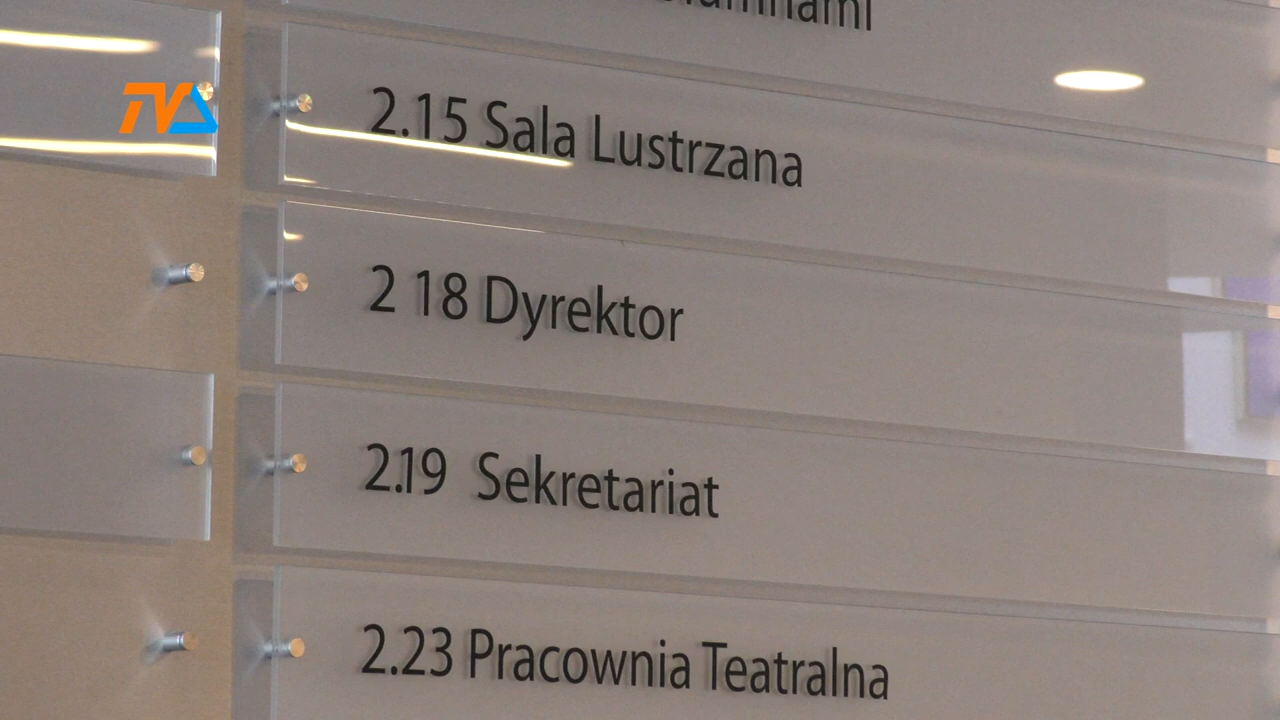 TVS
2.15 Sala Lustrzana
2 18 Dyrektor
2.19 Sekretariat
2.23 Pracownia Teatralna